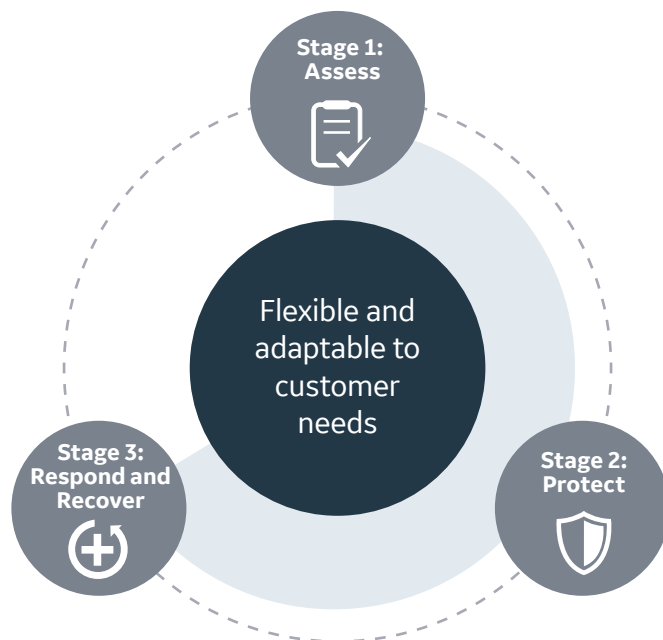 Stage 1:
Assess
Flexible and
adaptable to
customer
needs
Stage 2:
Protect
Stage 3:
Respond and
Recover